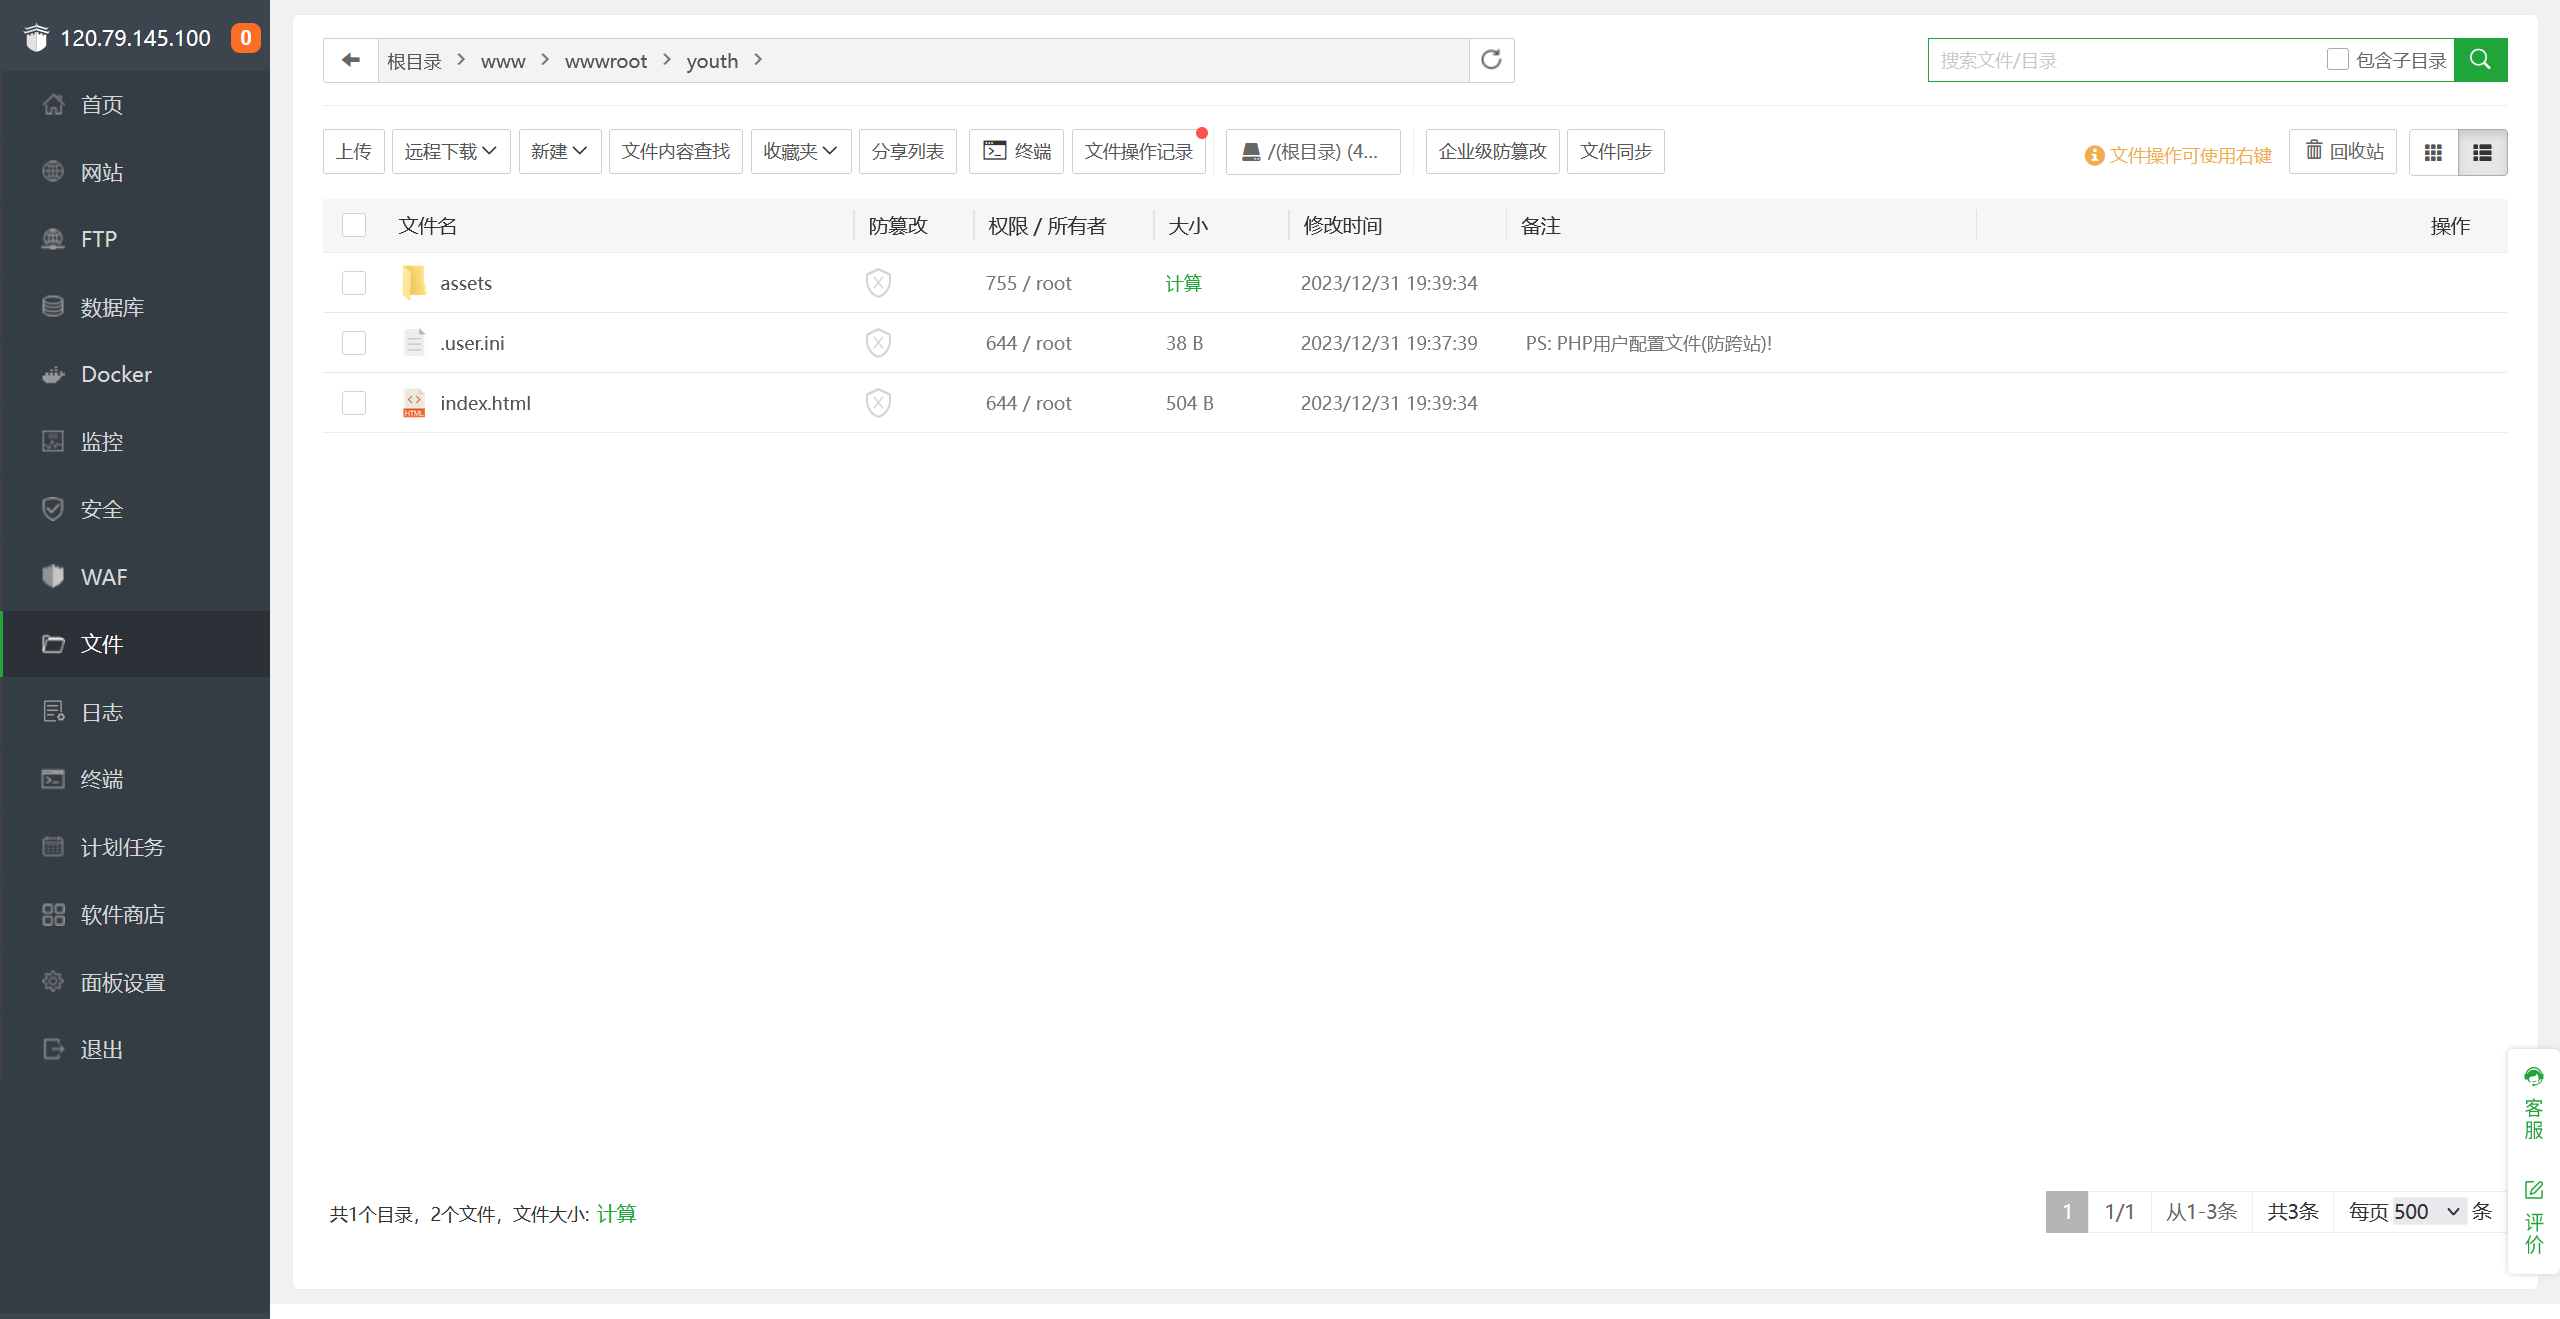 120.79.145.100 0
首页
网站
FTP
数据库
Docker
监控
安全
WAF
文件
日志
终端
计划任务
软件商店
面板设置
退出
根目录 www wwwroot youth
搜索文件/目录 包含子目录
上传 远程下载 新建 文件内容查找 收藏夹 分享列表 终端 文件操作记录 /(根目录) (4... 企业级防篡改 文件同步 文件操作可使用右键 回收站
文件名 防篡改 权限 / 所有者 大小 修改时间 备注 操作
assets 755 / root 计算 2023/12/31 19:39:34
.user.ini 644 / root 38 B 2023/12/31 19:37:39 PS: PHP用户配置文件(防跨站)!
HTML index.html 644 / root 504 B 2023/12/31 19:39:34
共1个目录，2个文件，文件大小: 计算
1 1/1 从1-3条 共3条 每页 500 条
客服
评价